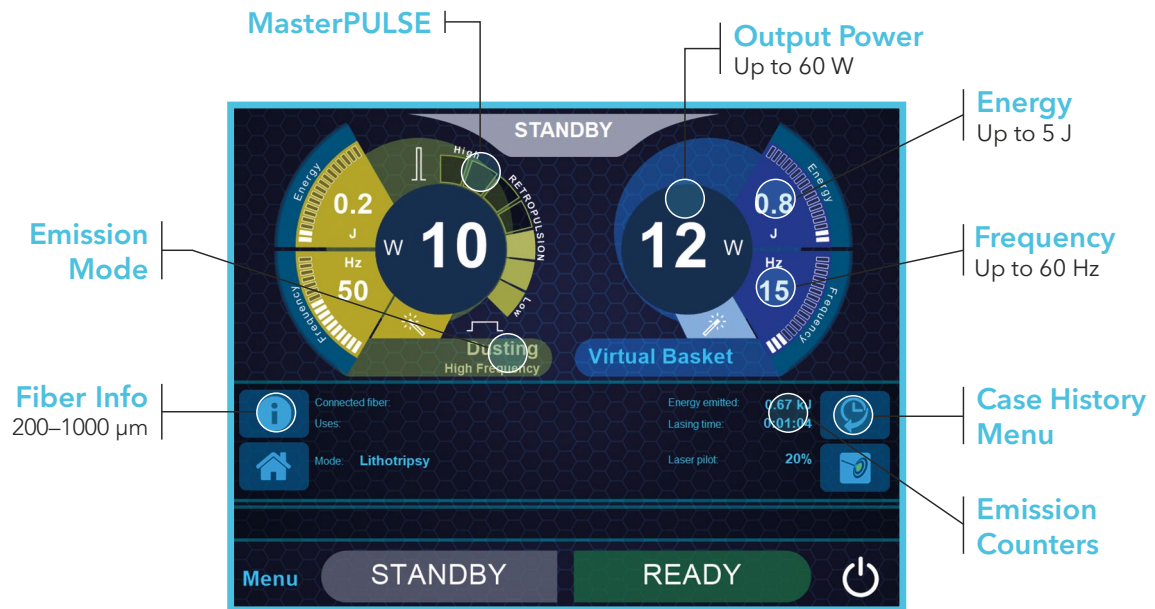 MasterPULSE
Output Power
Up to 60 W
Energy
Up to 5 J
Frequency
Up to 60 Hz
Emission
Mode
Fiber Info
200–1000 μm
Case History
Menu
Emission
Counters
STANDBY
Energy
0.2
J
Hz
50
Frequency
High
RETROPULSION
Low
W 10
Dusting
High Frequency
12 W
Energy
0.8
J
Hz
15
Frequency
Virtual Basket
i
Connected fiber:
Uses:
Mode: Lithotripsy
Energy emitted: 0.67 kJ
Lasing time: 0:01:04
Laser pilot: 20%
Menu
STANDBY
READY